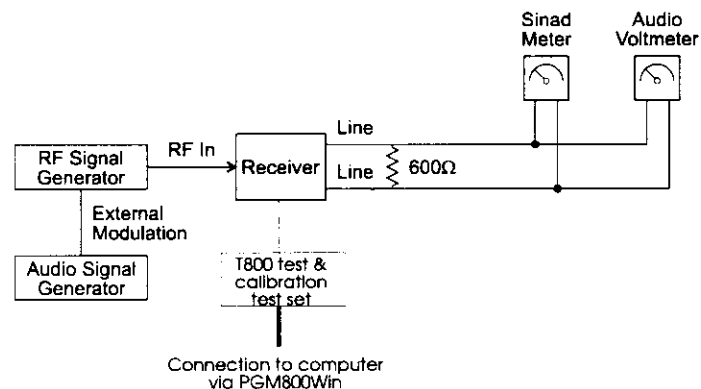 Sinad
Meter
Audio
Voltmeter
Line
RF In
RF Signal
Generator
Receiver
Line
600Ω
External
Modulation
Audio Signal
Generator
T800 test &
calibration
test set
Connection to computer
via PGM800Win